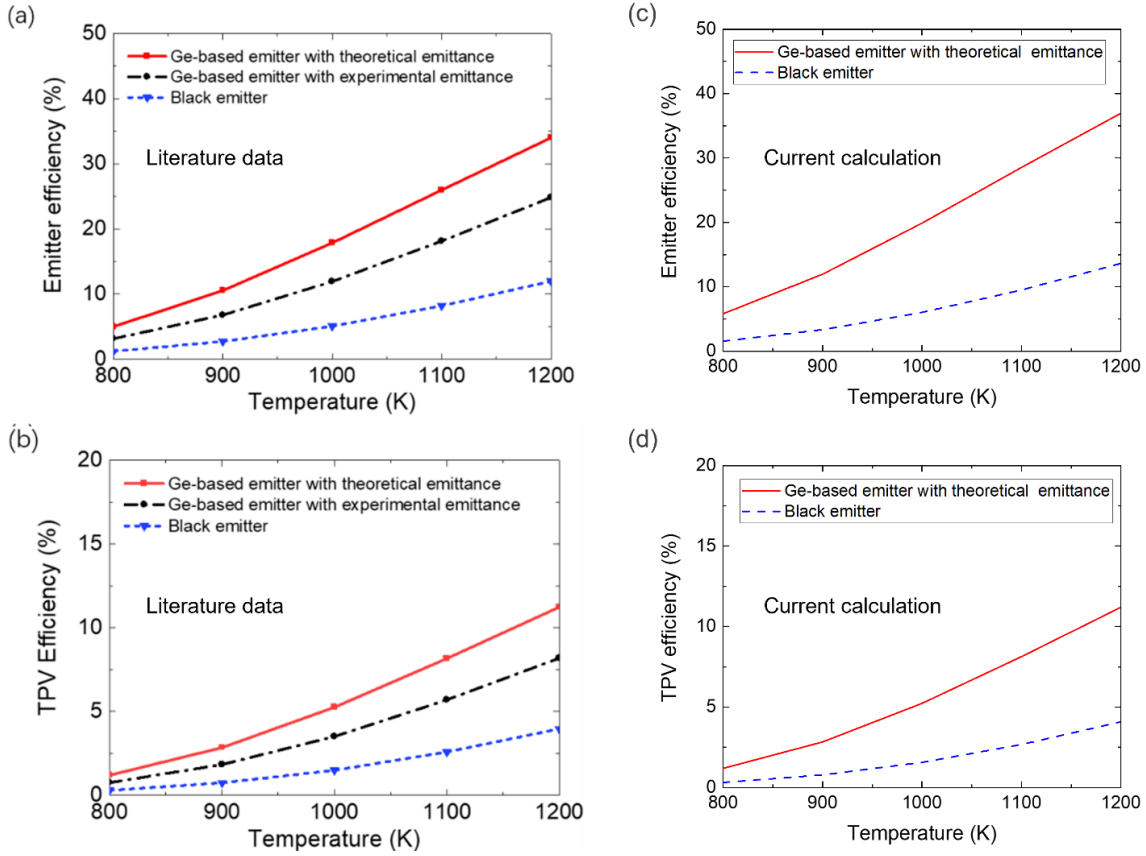 (a)
50
40
30
20
10
0
Emitter efficiency (%)
Ge-based emitter with theoretical emittance
Ge-based emitter with experimental emittance
Black emitter
Literature data
800 900 1000 1100 1200
Temperature (K)
(c)
50
40
30
20
10
0
Emitter efficiency (%)
Ge-based emitter with theoretical emittance
Black emitter
Current calculation
800 900 1000 1100 1200
Temperature (K)
(b)
20
15
10
5
0
TPV Efficiency (%)
Ge-based emitter with theoretical emittance
Ge-based emitter with experimental emittance
Black emitter
Literature data
800 900 1000 1100 1200
Temperature (K)
(d)
20
15
10
5
0
TPV efficiency (%)
Ge-based emitter with theoretical emittance
Black emitter
Current calculation
800 900 1000 1100 1200
Temperature (K)